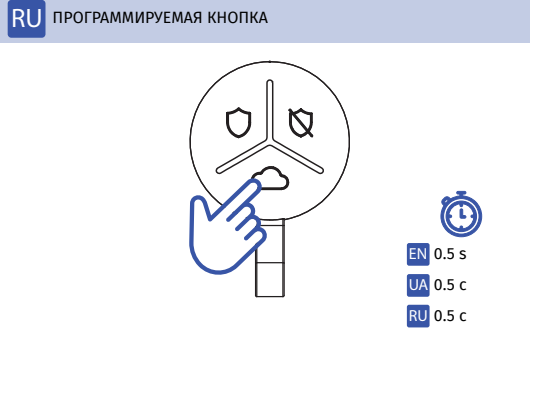 RU ПРОГРАММИРУЕМАЯ КНОПКА
EN 0.5 s
UA 0.5 с
RU 0.5 с